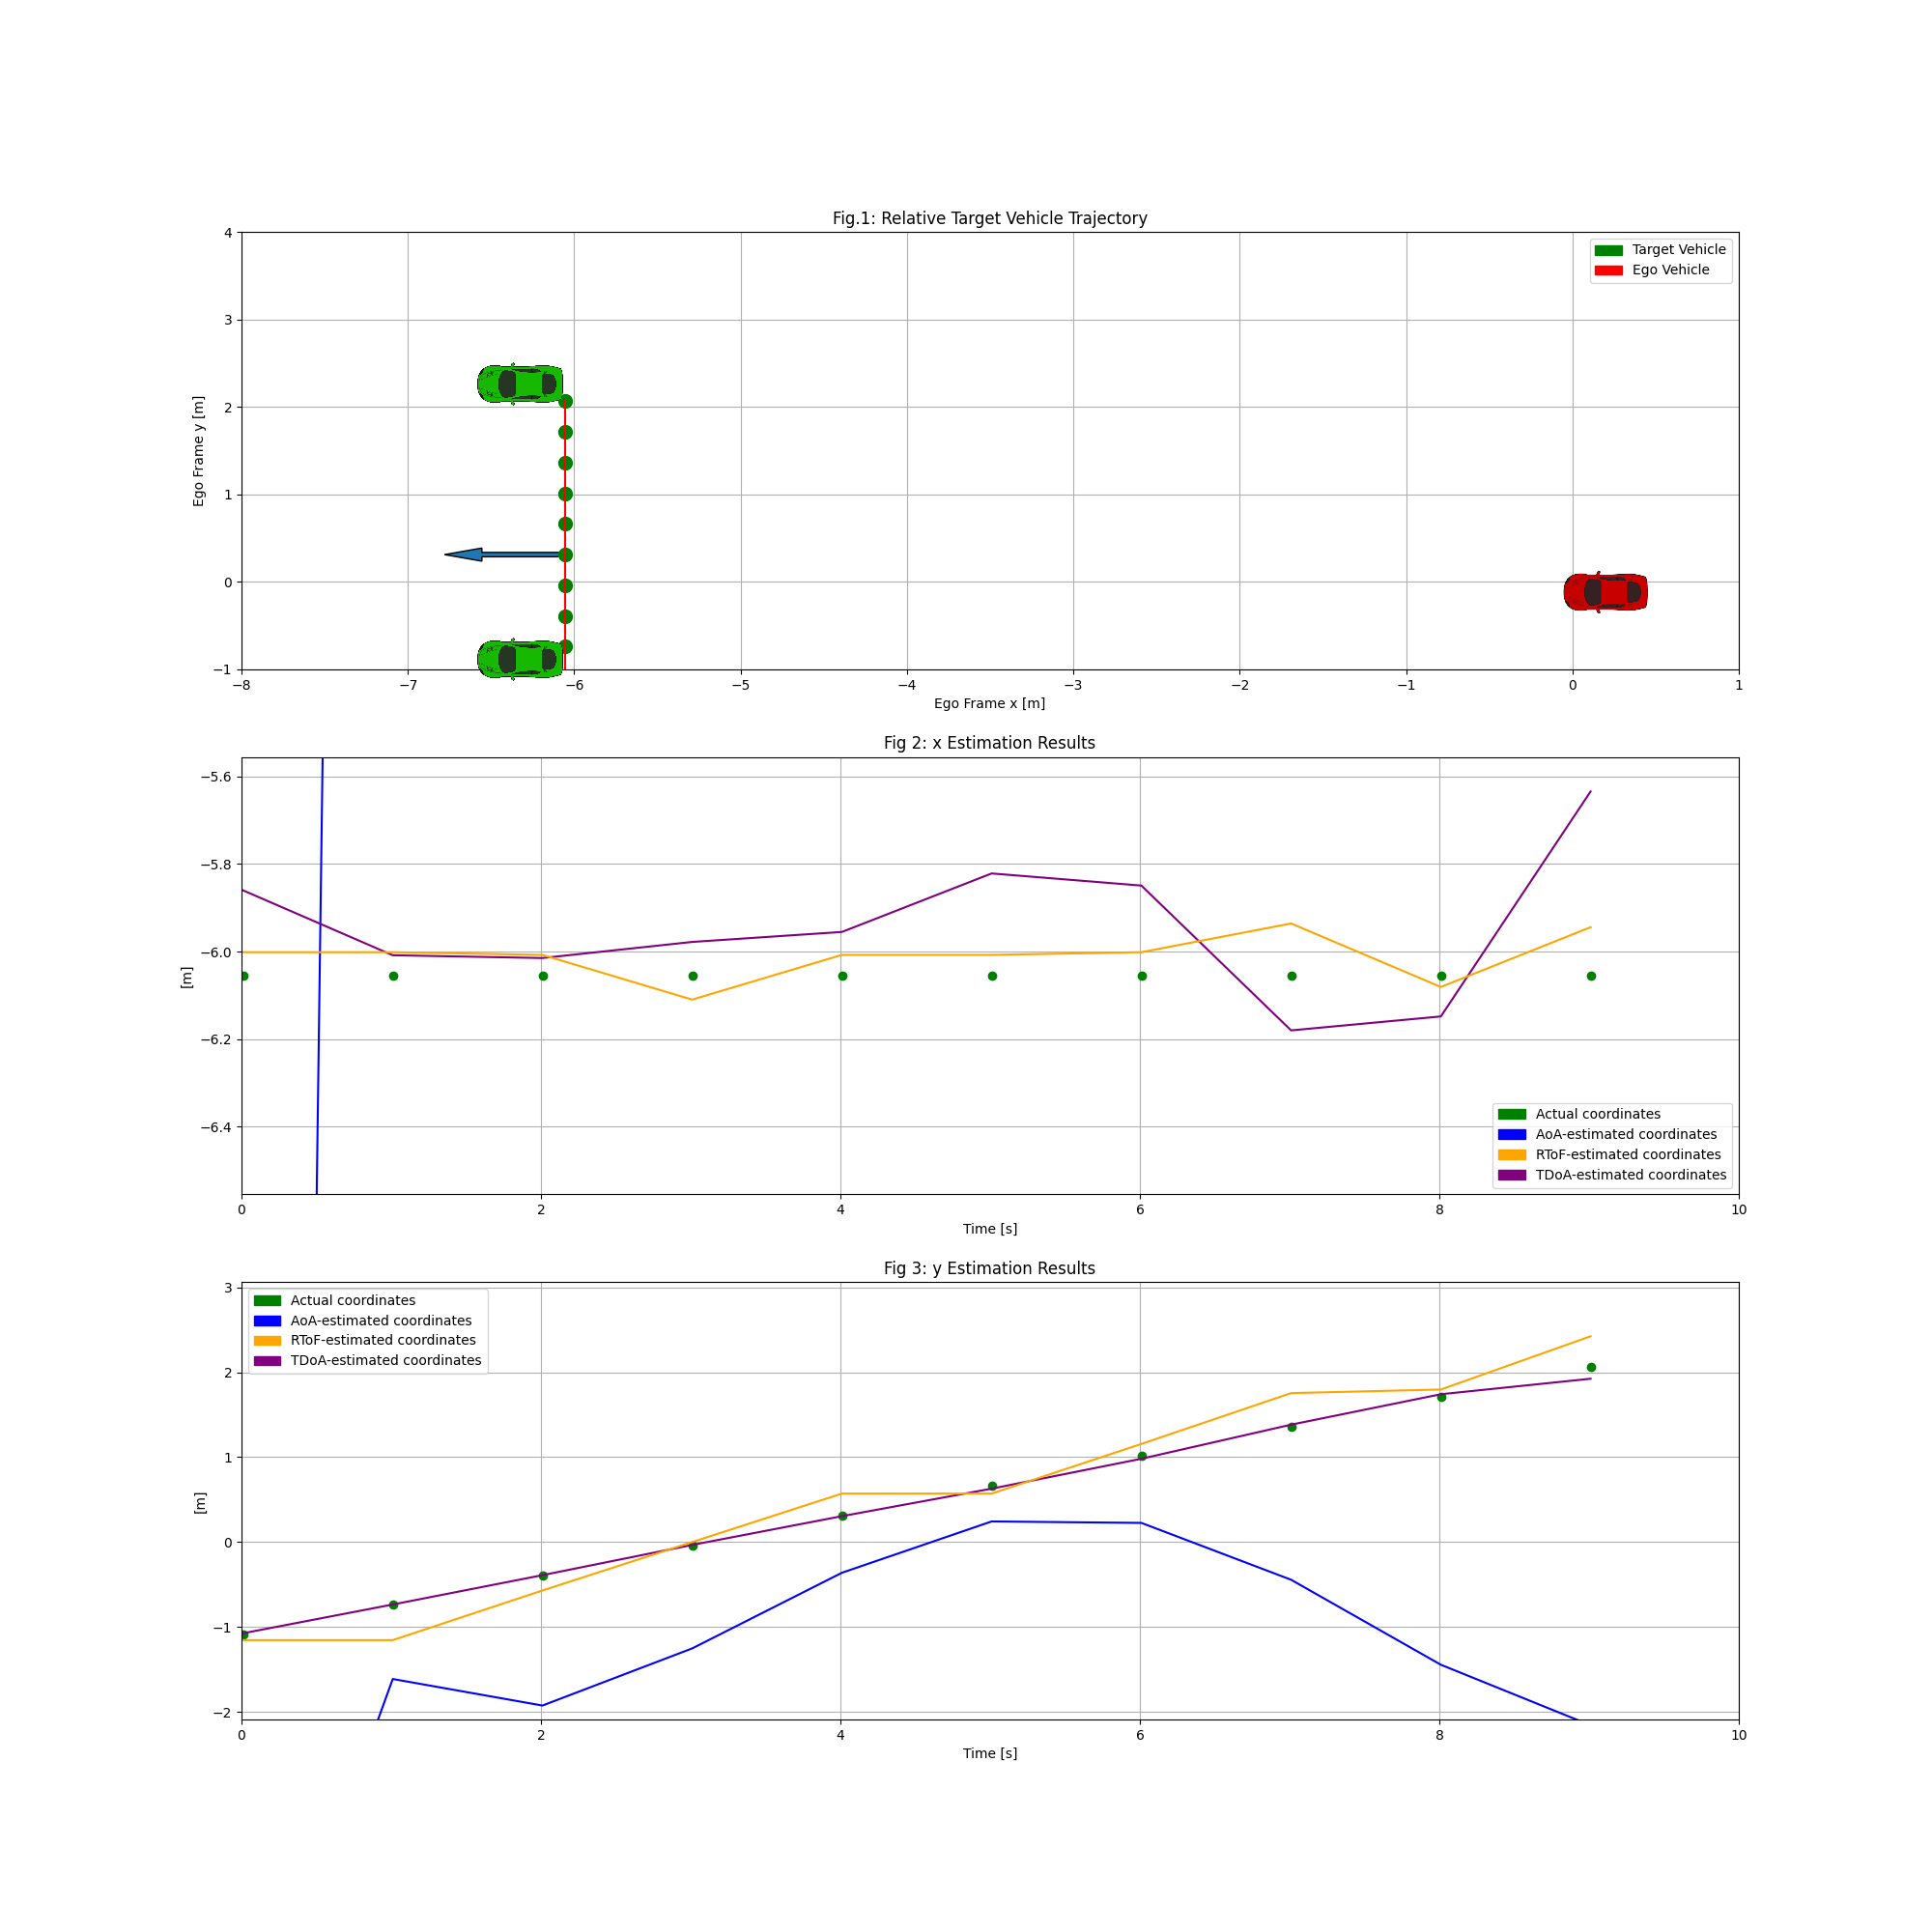 Fig.1: Relative Target Vehicle Trajectory
4
3
2
1
0
−1
Ego Frame y [m]
Target Vehicle
Ego Vehicle
−8 −7 −6 −5 −4 −3 −2 −1 0 1
Ego Frame x [m]
Fig 2: x Estimation Results
−5.6
−5.8
−6.0
−6.2
−6.4
[m]
Actual coordinates
AoA-estimated coordinates
RToF-estimated coordinates
TDoA-estimated coordinates
0 2 4 6 8 10
Time [s]
Fig 3: y Estimation Results
3
2
1
0
−1
−2
[m]
Actual coordinates
AoA-estimated coordinates
RToF-estimated coordinates
TDoA-estimated coordinates
0 2 4 6 8 10
Time [s]